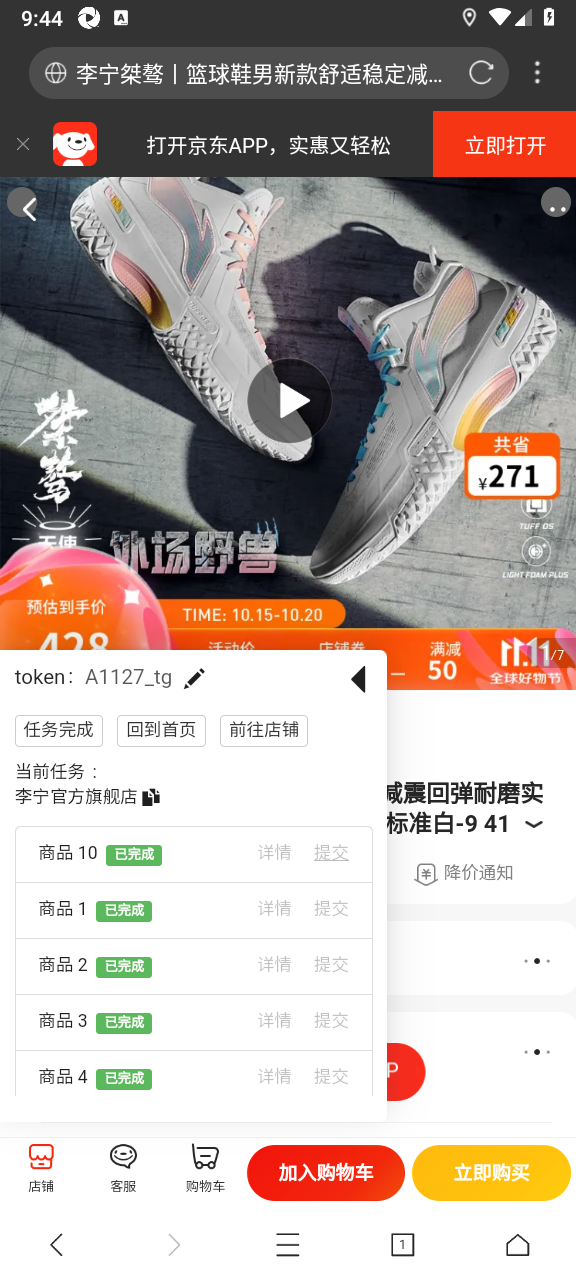 9:44
A
李宁桀骜丨篮球鞋男新款舒适稳定减...
打开京东APP，实惠又轻松
立即打开
桀骜
天使
外场野兽
共省
¥271
TUFF OS
LIGHT FOAM PLUS
预估到手价
428
TIME: 10.15-10.20
活动价
店铺券
满减
50
11.11
全球好物节
/7
token: A1127_tg
任务完成
回到首页
前往店铺
当前任务：
李宁官方旗舰店
减震回弹耐磨实
标准白-9 41
降价通知
商品 10 已完成 详情 提交
商品 1 已完成 详情 提交
商品 2 已完成 详情 提交
商品 3 已完成 详情 提交
商品 4 已完成 详情 提交
P
店铺
客服
购物车
加入购物车
立即购买
1